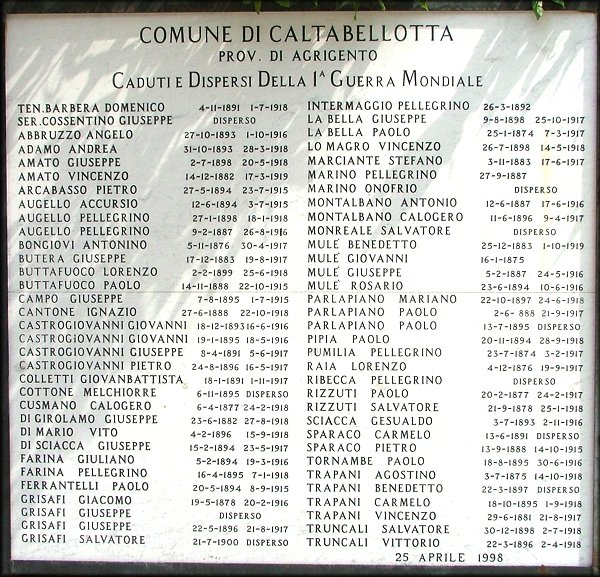 COMUNE DI CALTABELLOTTA
PROV. DI AGRIGENTO
CADUTI E DISPERSI DELLA 1ª GUERRA MONDIALE
TEN. BARBERA DOMENICO 4-11-1891 1-7-1918
SER. COSSENTINO GIUSEPPE DISPERSO
ABBRUZZO ANGELO 27-10-1893 1-10-1916
ADAMO ANDREA 31-10-1893 28-3-1918
AMATO GIUSEPPE 2-7-1898 20-5-1918
AMATO VINCENZO 14-12-1882 17-3-1919
ARCABASSO PIETRO 27-5-1894 23-7-1915
AUGELLO ACCURSIO 12-6-1894 3-7-1915
AUGELLO PELLEGRINO 27-1-1898 18-1-1918
AUGELLO PELLEGRINO 9-2-1887 26-8-1916
BONGIOVI ANTONINO 5-11-1876 30-4-1917
BUTERA GIUSEPPE 17-12-1883 19-8-1917
BUTTAFUOCO LORENZO 2-2-1899 25-6-1918
BUTTAFUOCO PAOLO 14-11-1888 22-10-1915
CAMPO GIUSEPPE 7-8-1895 1-7-1915
CANTONE IGNAZIO 27-6-1888 22-10-1918
CASTROGIOVANNI GIOVANNI 18-12-1893 16-6-1916
CASTROGIOVANNI GIOVANNI 19-1-1895 18-5-1916
CASTROGIOVANNI GIUSEPPE 8-4-1891 5-6-1917
CASTROGIOVANNI PIETRO 24-8-1896 16-5-1917
COLLETTI GIOVANBATTISTA 18-1-1891 1-11-1917
COTTONE MELCHIORRE 6-11-1895 DISPERSO
CUSMANO CALOGERO 6-4-1877 24-2-1918
DI GIROLAMO GIUSEPPE 23-6-1882 27-8-1918
DI MARIO VITO 4-2-1896 15-9-1918
DI SCIACCA GIUSEPPE 15-2-1894 23-5-1917
FARINA GIULIANO 5-2-1894 19-3-1916
FARINA PELLEGRINO 16-4-1895 7-1-1918
FERRANTELLI PAOLO 20-5-1894 8-9-1915
GRISAFI GIACOMO 19-5-1878 20-2-1916
GRISAFI GIUSEPPE DISPERSO
GRISAFI GIUSEPPE 22-5-1896 21-8-1917
GRISAFI SALVATORE 21-7-1900 DISPERSO
INTERMAGGIO PELLEGRINO 26-3-1892
LA BELLA GIUSEPPE 9-8-1898 25-10-1917
LA BELLA PAOLO 25-1-1874 7-3-1917
LO MAGRO VINCENZO 26-7-1898 14-5-1918
MARCIANTE STEFANO 3-11-1883 17-6-1917
MARINO PELLEGRINO 27-9-1887
MARINO ONOFRIO DISPERSO
MONTALBANO ANTONIO 12-6-1887 17-6-1916
MONTALBANO CALOGERO 11-6-1896 9-4-1917
MONREALE SALVATORE DISPERSO
MULE' BENEDETTO 25-12-1883 1-10-1919
MULE' GIOVANNI 16-1-1875
MULE' GIUSEPPE 5-2-1887 24-5-1916
MULE' ROSARIO 23-6-1894 10-6-1916
PARLAPIANO MARIANO 22-10-1897 24-6-1918
PARLAPIANO PAOLO 2-6- 888 21-9-1917
PARLAPIANO PAOLO 13-7-1895 DISPERSO
PIPIA PAOLO 20-11-1894 28-9-1918
PUMILIA PELLEGRINO 23-7-1874 3-2-1917
RAIA LORENZO 4-12-1876 19-9-1917
RIBECCA PELLEGRINO DISPERSO
RIZZUTI PAOLO 20-2-1877 24-2-1917
RIZZUTI SALVATORE 21-9-1878 25-1-1918
SCIACCA GESUALDO 3-7-1893 2-11-1916
SPARACO CARMELO 13-6-1891 DISPERSO
SPARACO PIETRO 13-9-1888 14-10-1915
TORNAMBE PAOLO 18-8-1895 30-6-1916
TRAPANI AGOSTINO 3-7-1875 14-10-1918
TRAPANI BENEDETTO 22-3-1897 DISPERSO
TRAPANI CARMELO 18-10-1895 1-9-1918
TRAPANI VINCENZO 29-6-1881 21-8-1917
TRUNCALI SALVATORE 30-12-1898 2-7-1918
TRUNCALI VITTORIO 22-3-1896 2-4-1918
25 APRILE 1998